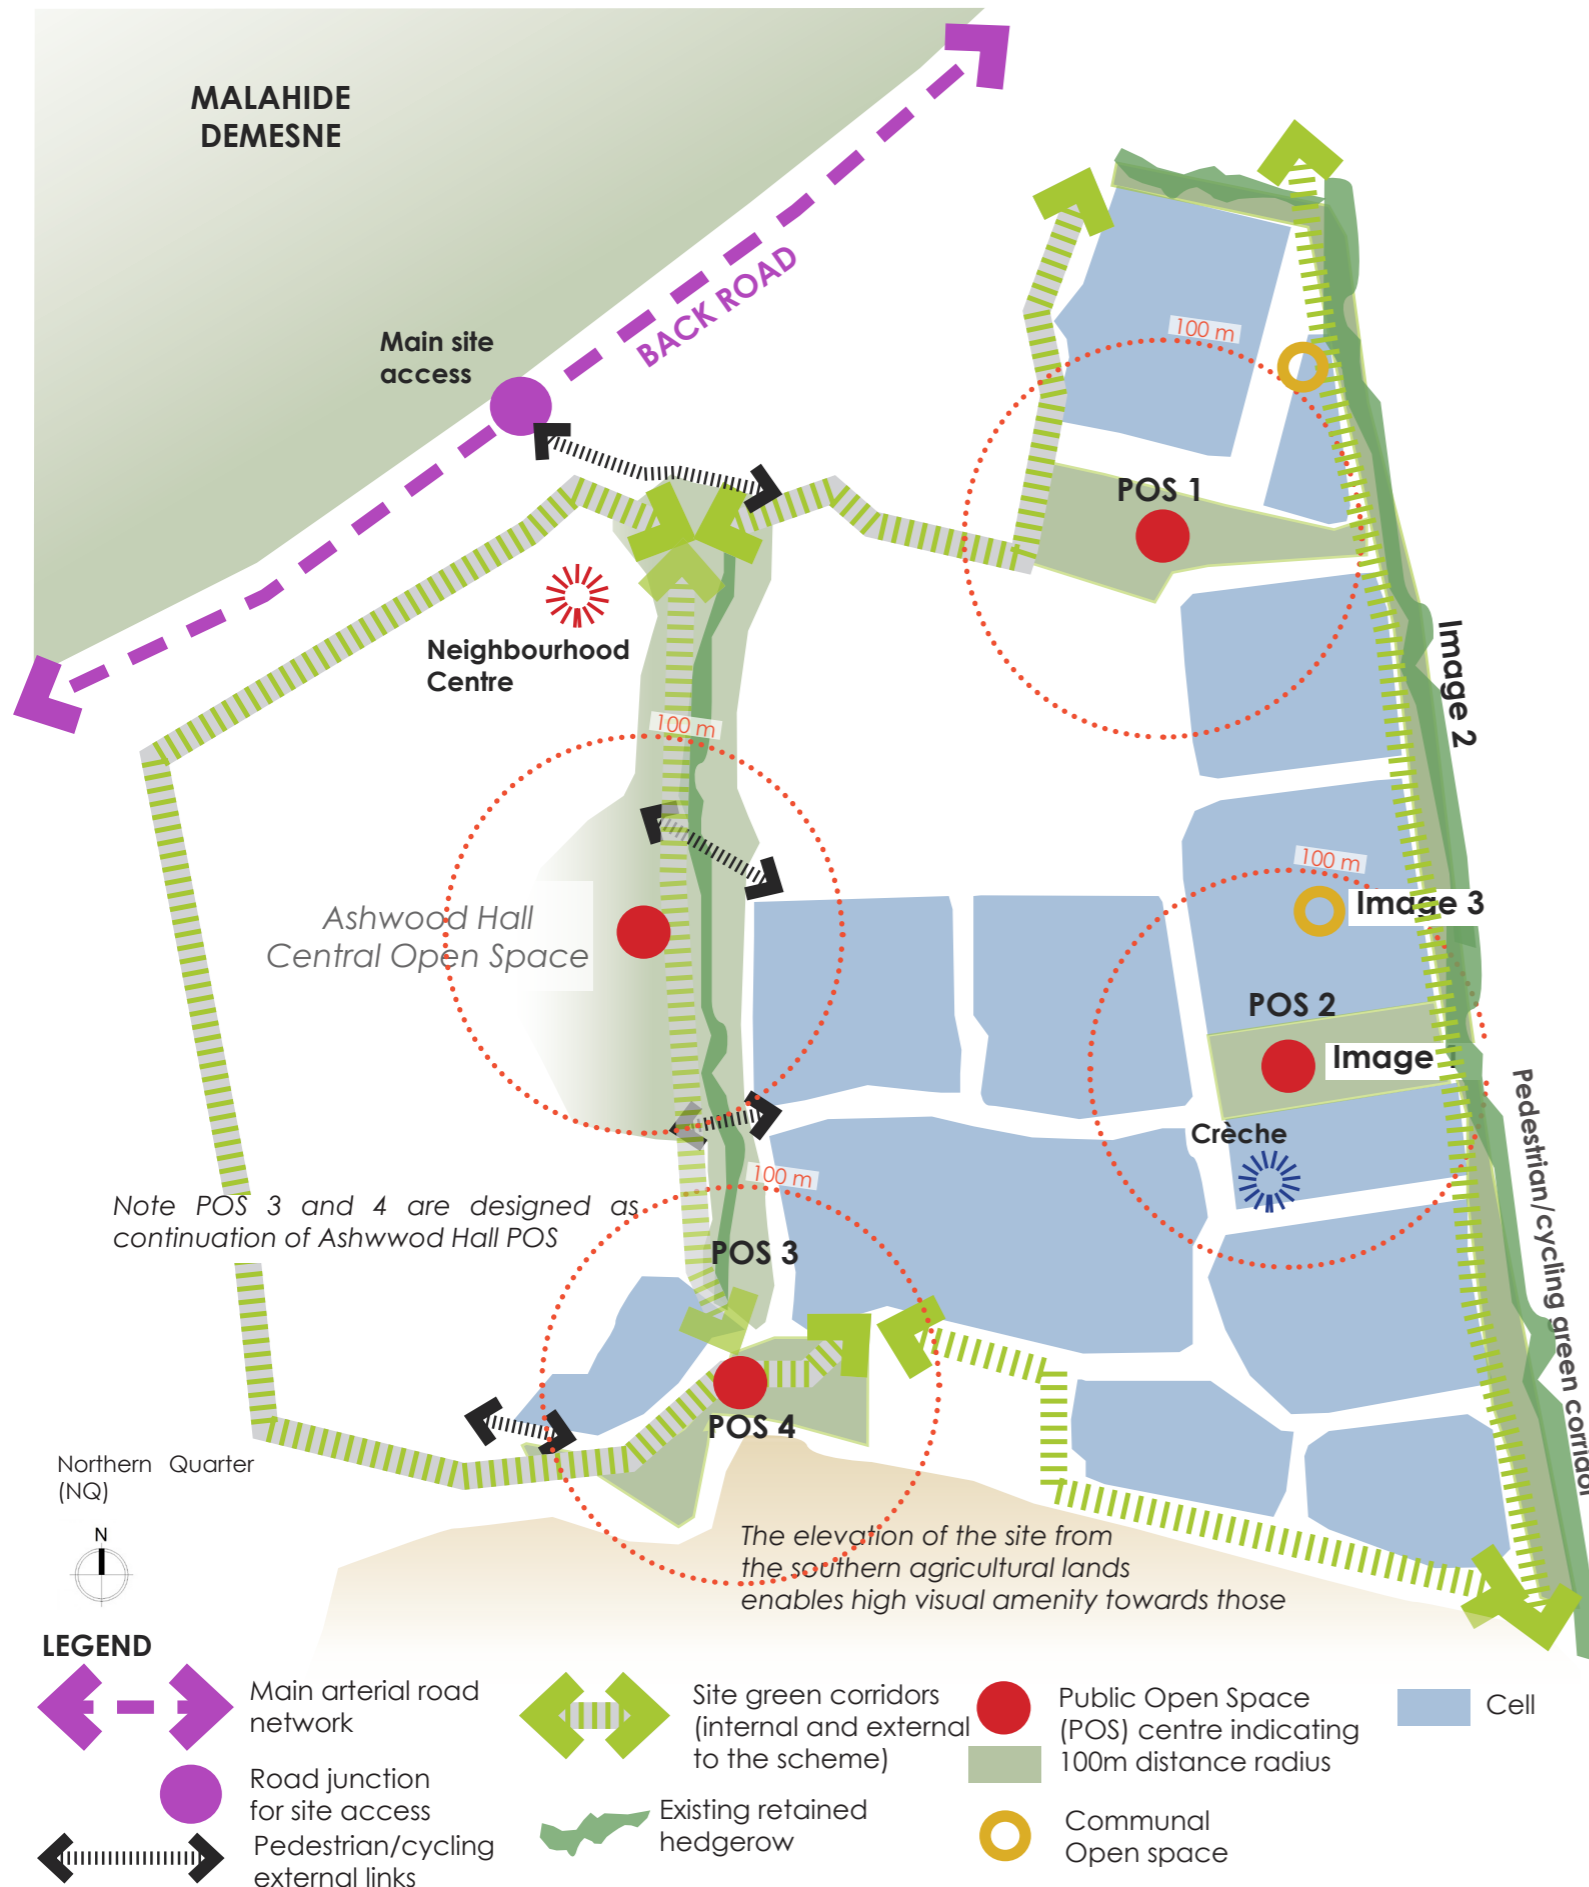 MALAHIDE
DEMESNE
BACK ROAD
Main site
access
100 m
POS 1
Neighbourhood
Centre
Image 2
100 m
Ashwood Hall
Central Open Space
100 m
Image 3
POS 2
Image
Crèche
Pedestrian/cycling green corridor
100 m
Note POS 3 and 4 are designed as
continuation of Ashwwod Hall POS
POS 3
POS 4
Northern Quarter
(NQ)
N
The elevation of the site from
the southern agricultural lands
enables high visual amenity towards those
LEGEND
Main arterial road
network
Road junction
for site access
Pedestrian/cycling
external links
Site green corridors
(internal and external
to the scheme)
Existing retained
hedgerow
Public Open Space
(POS) centre indicating
100m distance radius
Communal
Open space
Cell